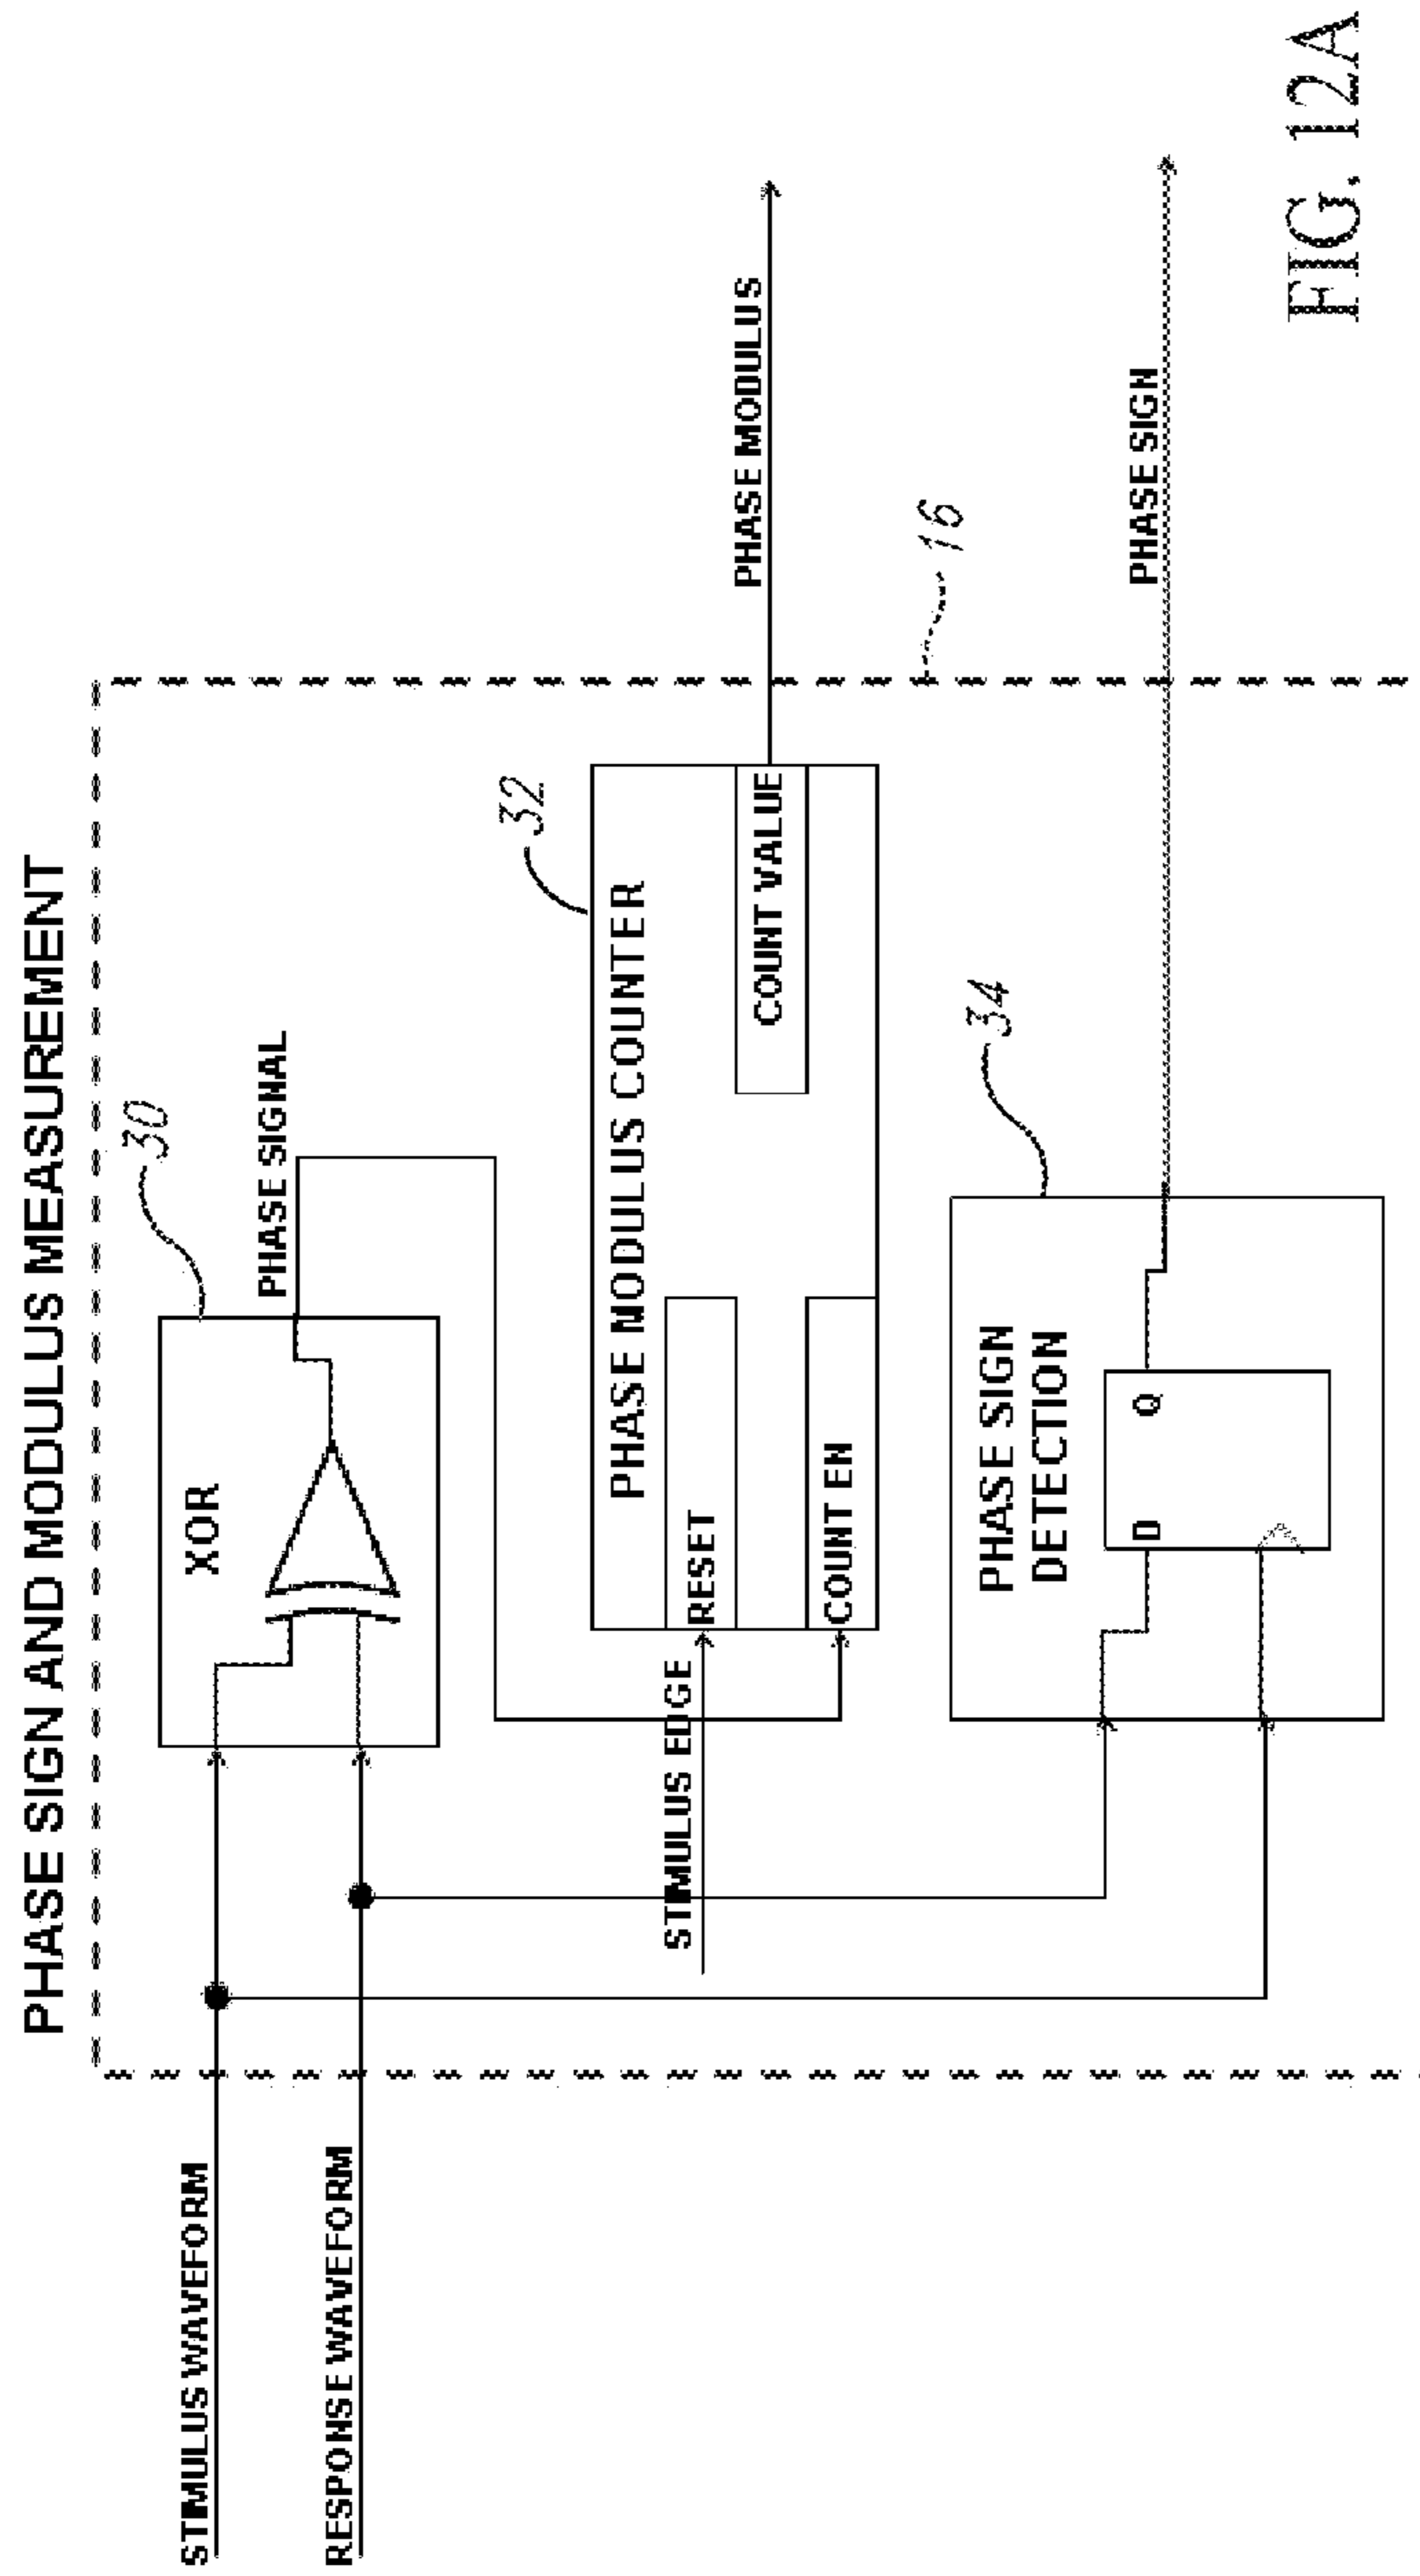 PHASE SIGN AND MODULUS MEASUREMENT
STIMULUS WAVEFORM
RESPONSE WAVEFORM
XOR
30
PHASE SIGNAL
32
PHASE MODULUS COUNTER
STIMULUS EDGE
RESET
COUNT VALUE
COUNT EN
PHASE MODULUS
16
34
PHASE SIGN
DETECTION
D
Q
PHASE SIGN
FIG. 12A